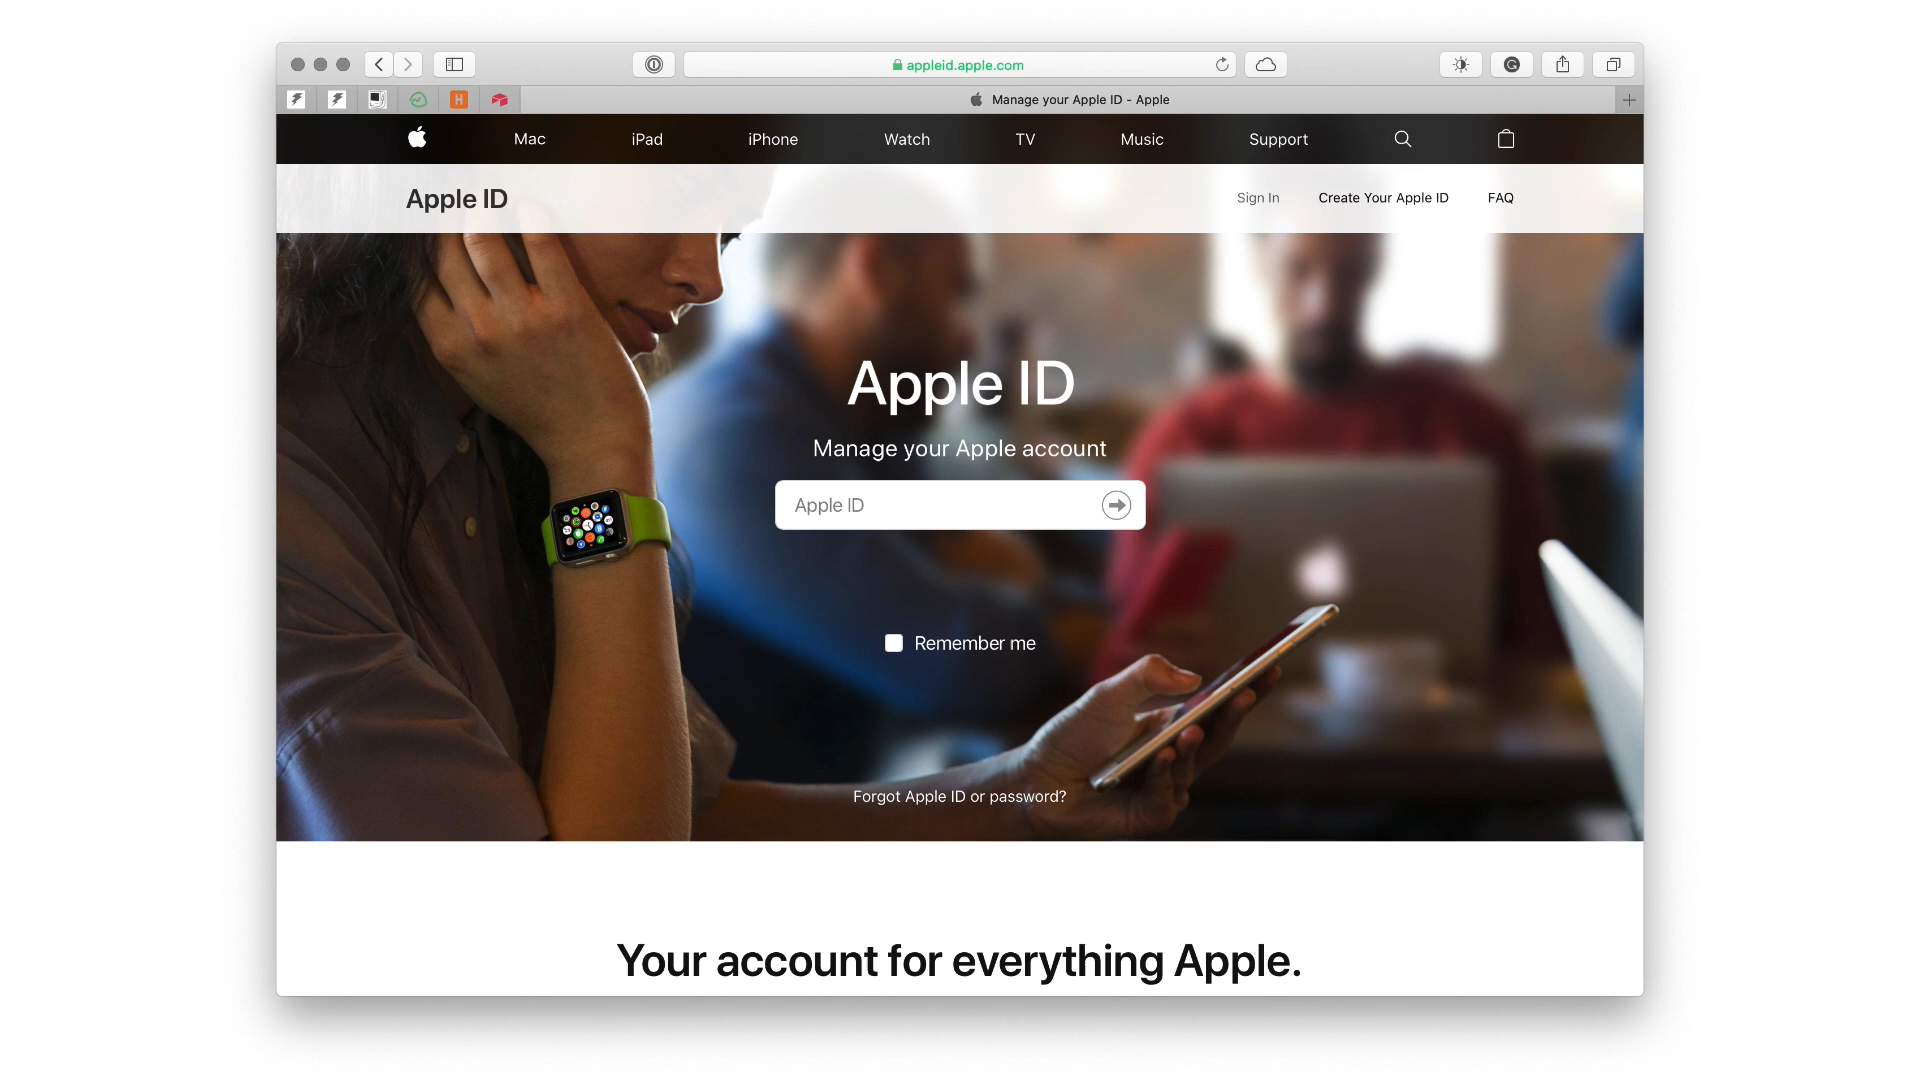 appleid.apple.com
H
Manage your Apple ID - Apple
Mac iPad iPhone Watch TV Music Support
Apple ID
Sign In Create Your Apple ID FAQ
Apple ID
Manage your Apple account
Apple ID
Remember me
Forgot Apple ID or password?
Your account for everything Apple.